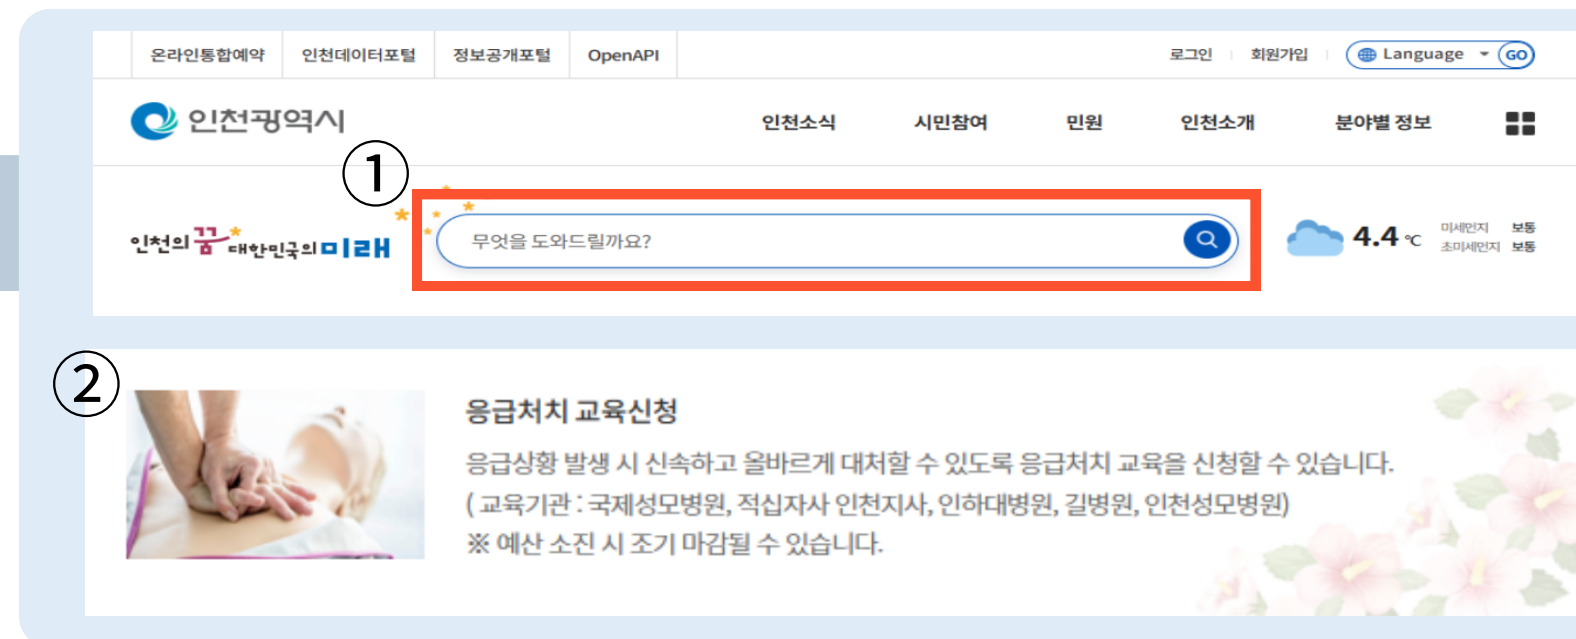 온라인통합예약 인천데이터포털 정보공개포털 OpenAPI 로그인 회원가입 Language GO
인천광역시 인천소식 시민참여 민원 인천소개 분야별 정보
①
인천의 꿈 대한민국의 미래 무엇을 도와드릴까요? 4.4 ℃ 미세먼지 보통
초미세먼지 보통
②
응급처치 교육신청
응급상황 발생 시 신속하고 올바르게 대처할 수 있도록 응급처치 교육을 신청할 수 있습니다.
( 교육기관 : 국제성모병원, 적십자사 인천지사, 인하대병원, 길병원, 인천성모병원)
※ 예산 소진 시 조기 마감될 수 있습니다.